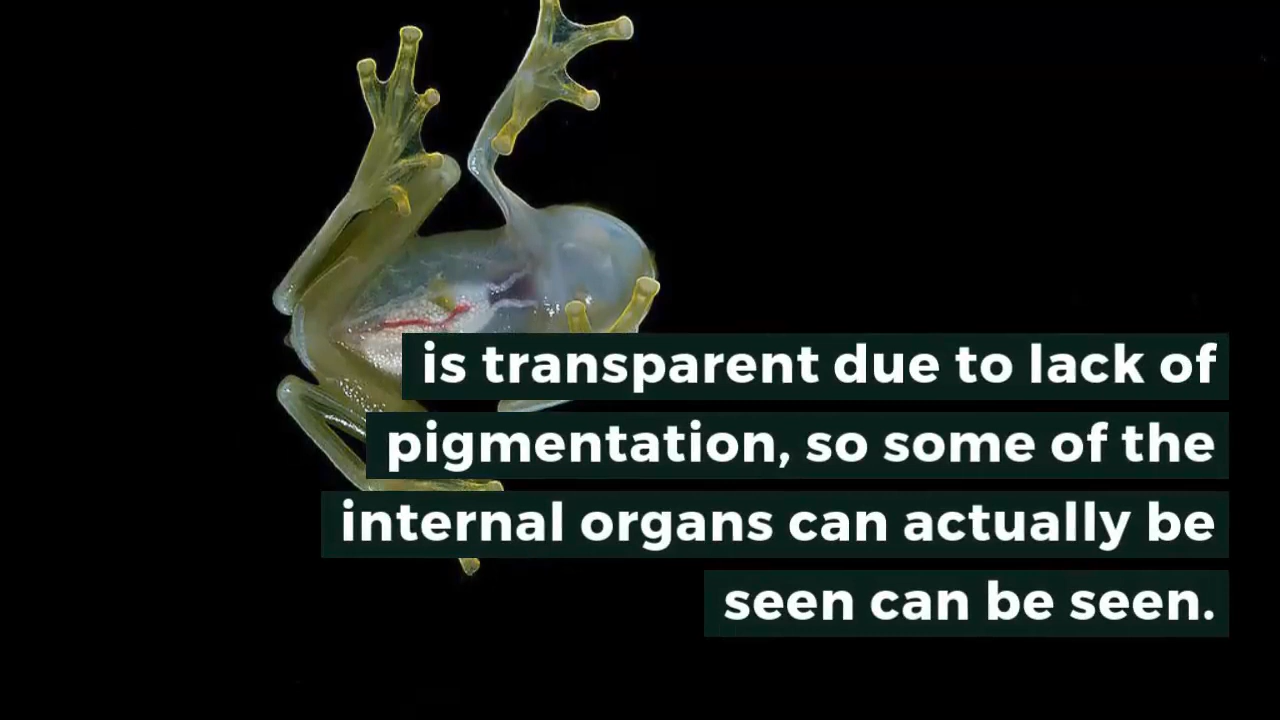 is transparent due to lack of
pigmentation, so some of the
internal organs can actually be
seen can be seen.